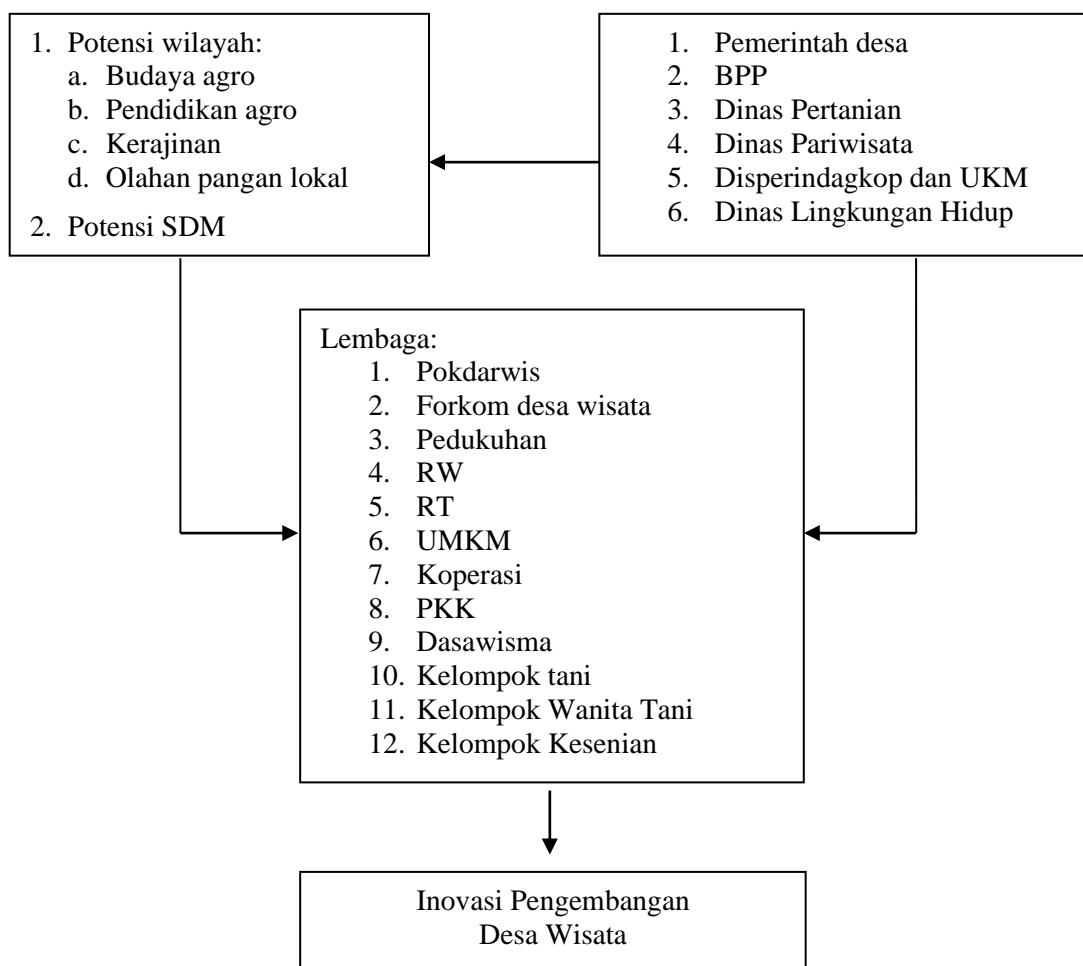 1. Potensi wilayah:
a. Budaya agro
b. Pendidikan agro
c. Kerajinan
d. Olahan pangan lokal
2. Potensi SDM
1. Pemerintah desa
2. BPP
3. Dinas Pertanian
4. Dinas Pariwisata
5. Disperindagkop dan UKM
6. Dinas Lingkungan Hidup
Lembaga:
1. Pokdarwis
2. Forkom desa wisata
3. Pedukuhan
4. RW
5. RT
6. UMKM
7. Koperasi
8. PKK
9. Dasawisma
10. Kelompok tani
11. Kelompok Wanita Tani
12. Kelompok Kesenian
Inovasi Pengembangan
Desa Wisata